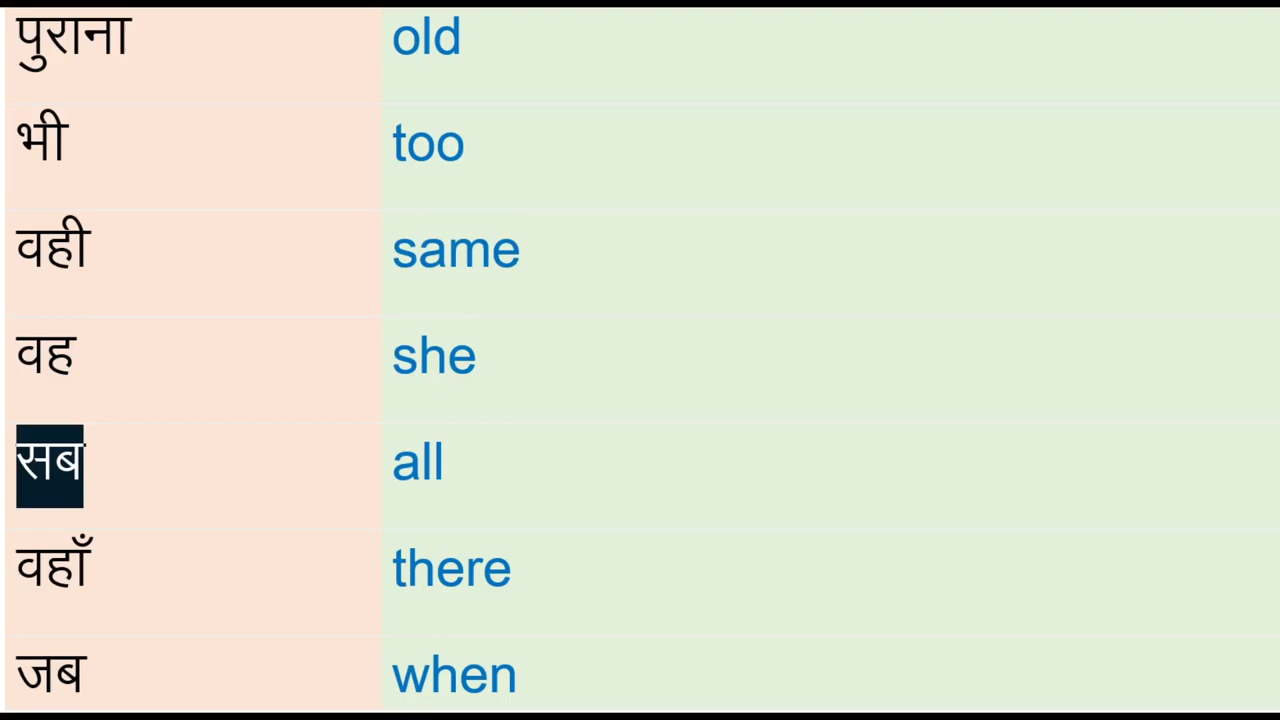 पुराना old
भी too
वही same
वह she
सब all
वहाँ there
जब when